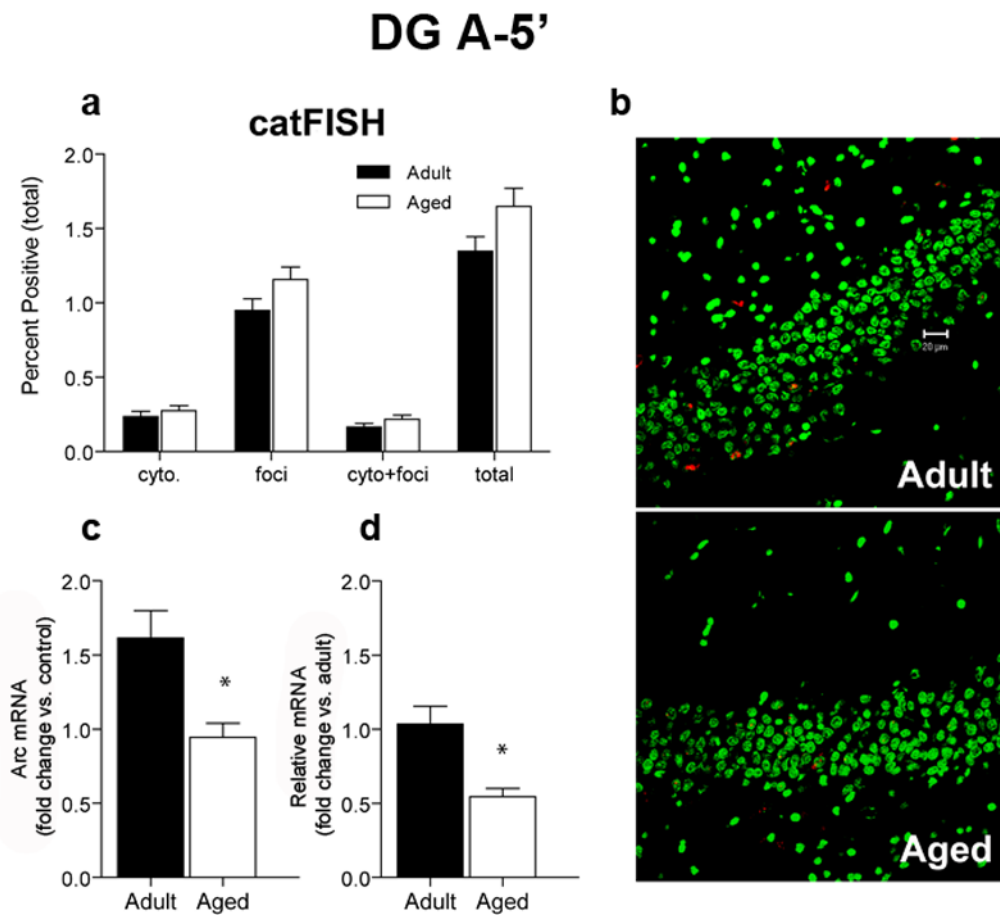 DG A-5’
a
catFISH
Percent Positive (total)
2.0
1.5
1.0
0.5
0.0
Adult
Aged
cyto.
foci
cyto+foci
total
b
20 µm
Adult
Aged
c
Arc mRNA
(fold change vs. control)
2.0
1.5
1.0
0.5
0.0
*
Adult
Aged
d
Relative mRNA
(fold change vs. adult)
2.0
1.5
1.0
0.5
0.0
*
Adult
Aged